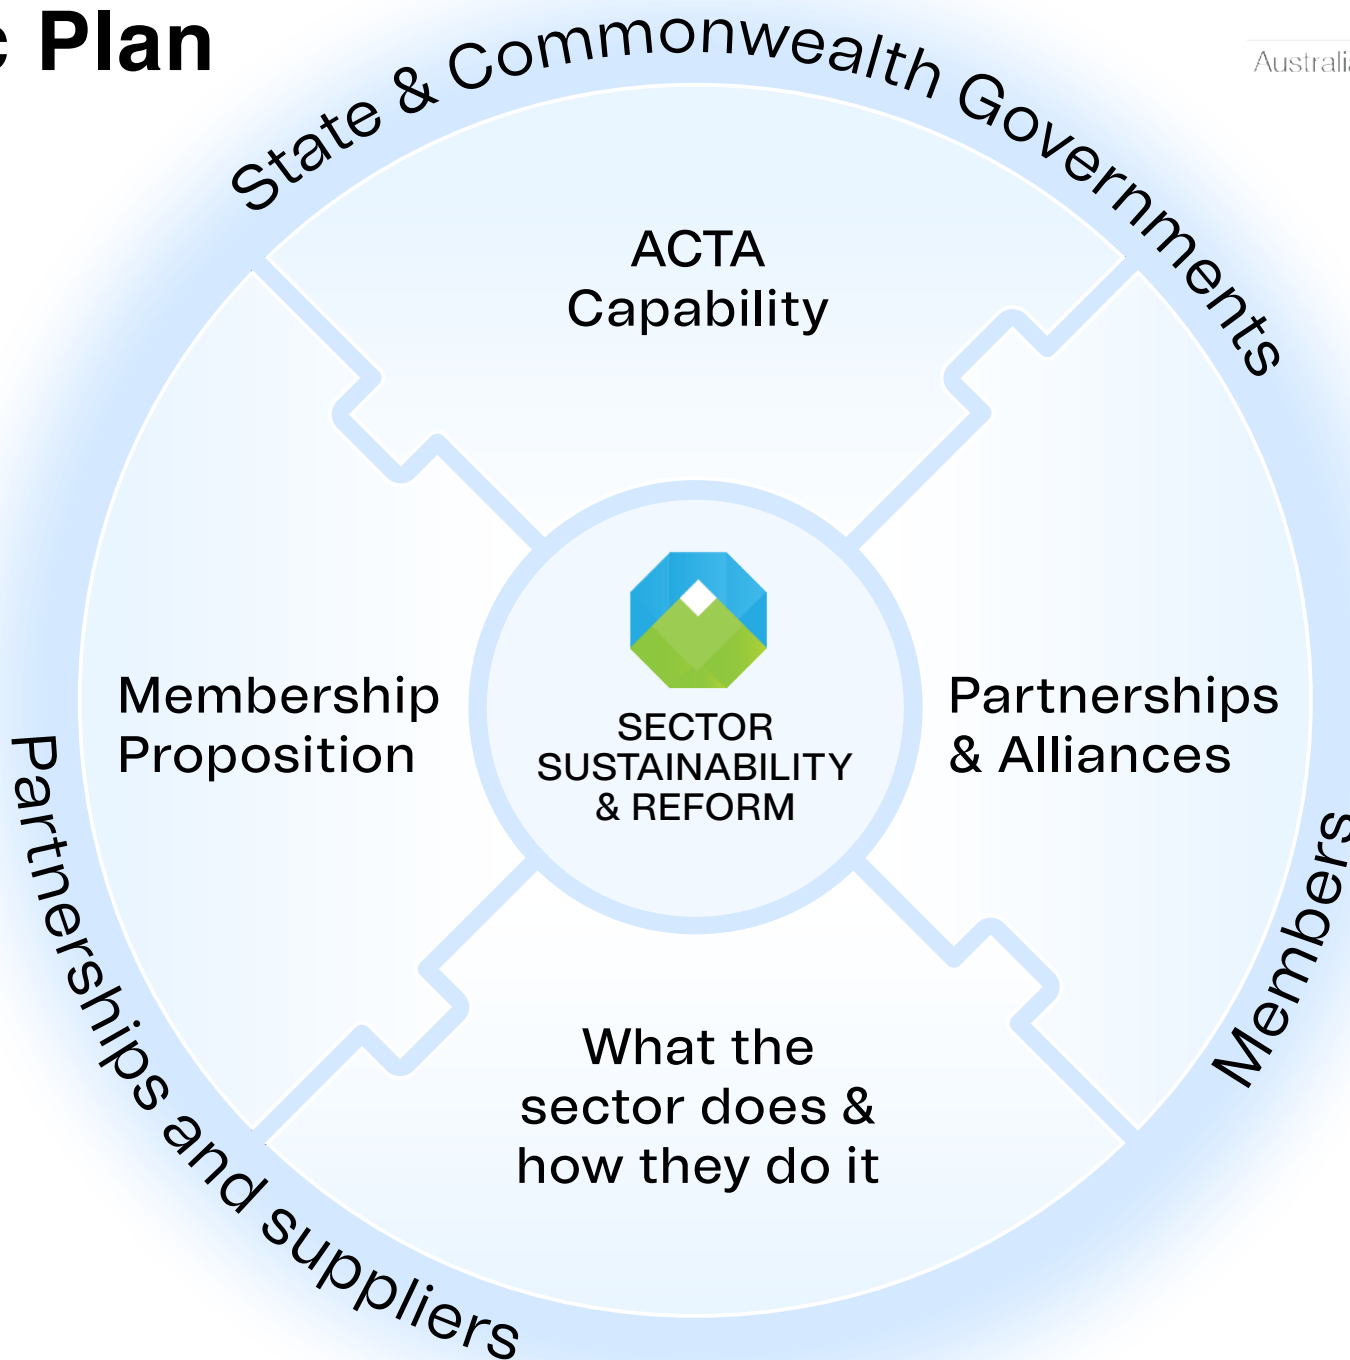 c Plan
Australia
State & Commonwealth Governments
ACTA
Capability
Membership
Proposition
SECTOR
SUSTAINABILITY
& REFORM
Partnerships
& Alliances
What the
sector does &
how they do it
Partnerships and suppliers
Members